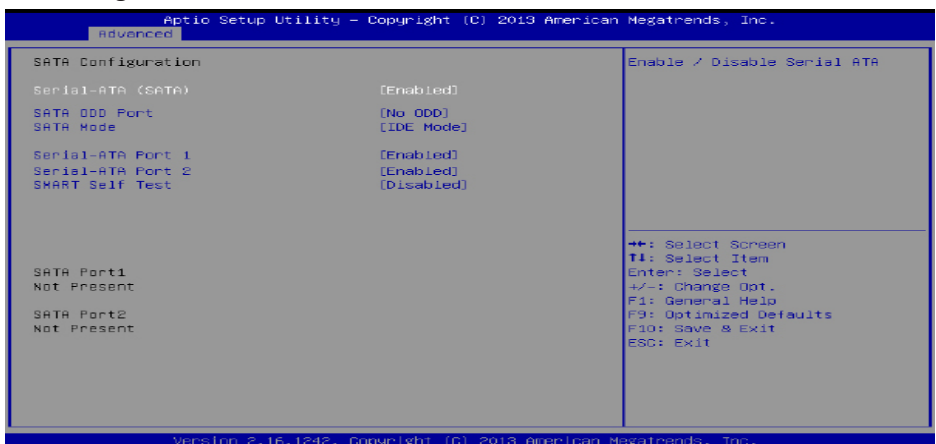 Aptio Setup Utility – Copyright (C) 2013 American Megatrends, Inc.
Advanced
SATA Configuration
Serial-ATA (SATA) [Enabled]
SATA ODD Port [No ODD]
SATA Mode [IDE Mode]
Serial-ATA Port 1 [Enabled]
Serial-ATA Port 2 [Enabled]
SMART Self Test [Disabled]
SATA Port1
Not Present
SATA Port2
Not Present
Enable / Disable Serial ATA
→←: Select Screen
↑↓: Select Item
Enter: Select
+/-: Change Opt.
F1: General Help
F9: Optimized Defaults
F10: Save & Exit
ESC: Exit
Version 2.16.1242. Copyright (C) 2013 American Megatrends, Inc.